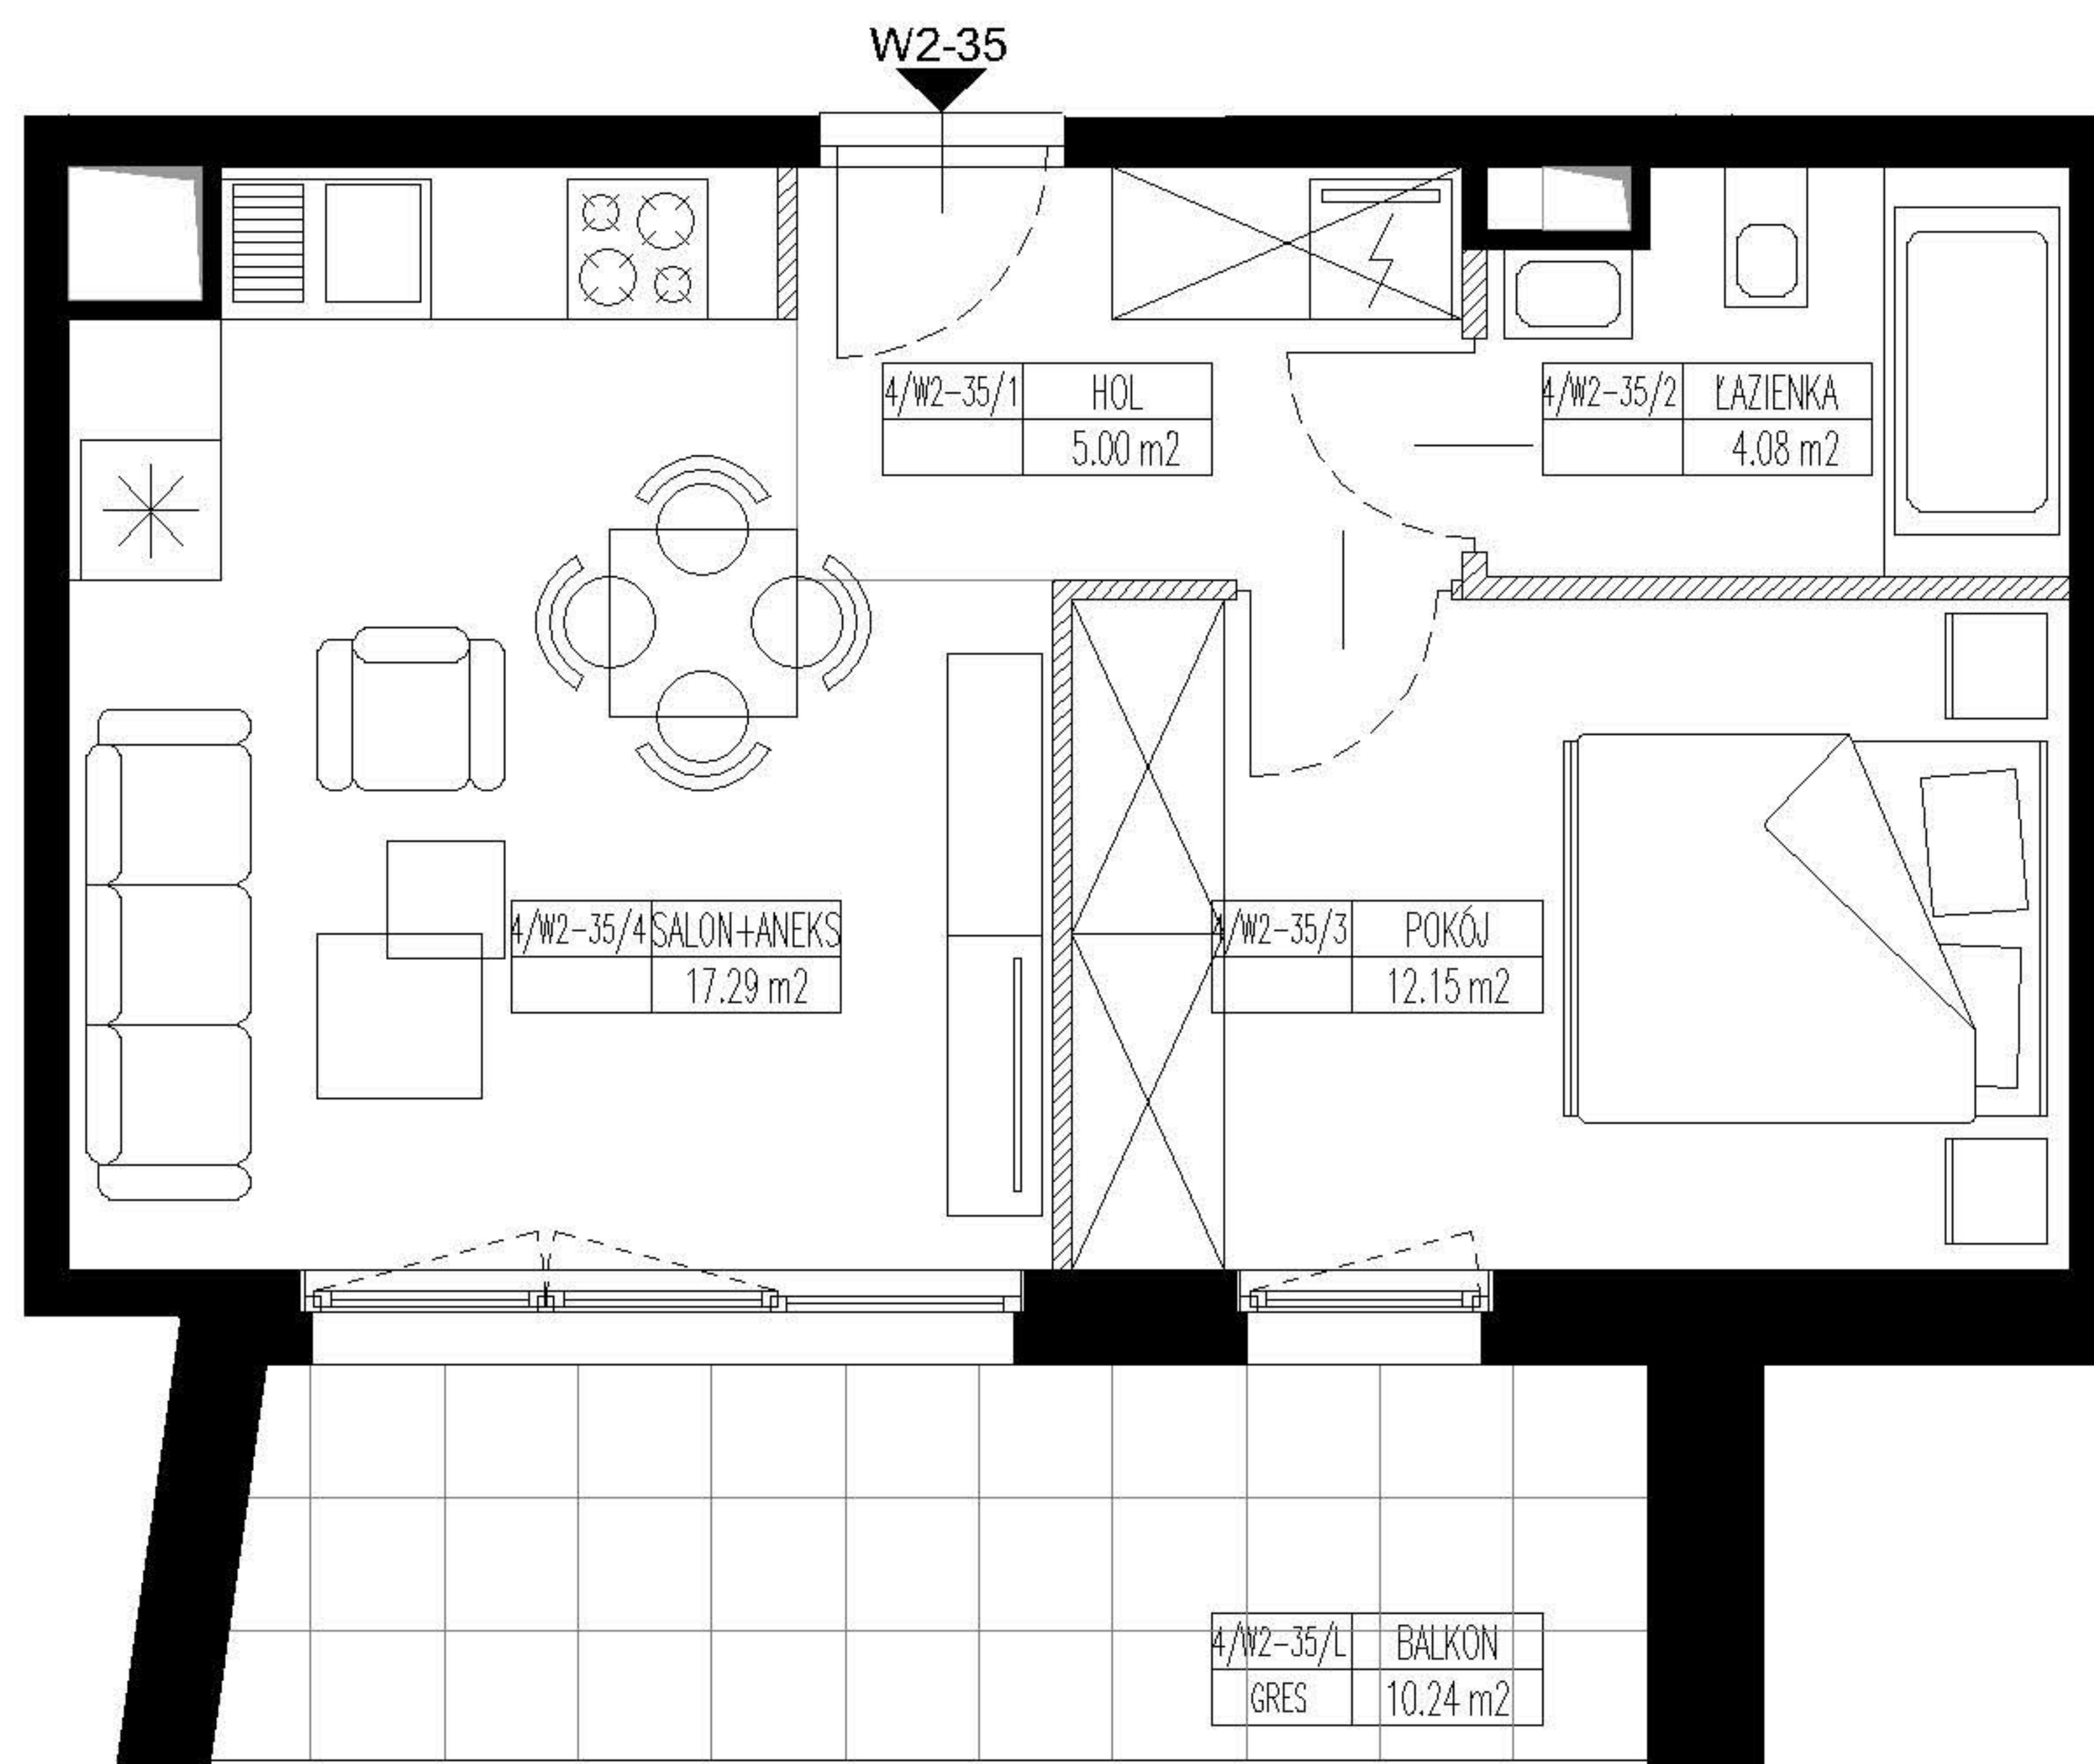 W2-35
4/W2-35/1 HOL
5.00 m2
4/W2-35/2 ŁAZIENKA
4.08 m2
4/W2-35/4 SALON+ANEKS
17.29 m2
4/W2-35/3 POKÓJ
12.15 m2
4/W2-35/L BALKON
GRES 10.24 m2